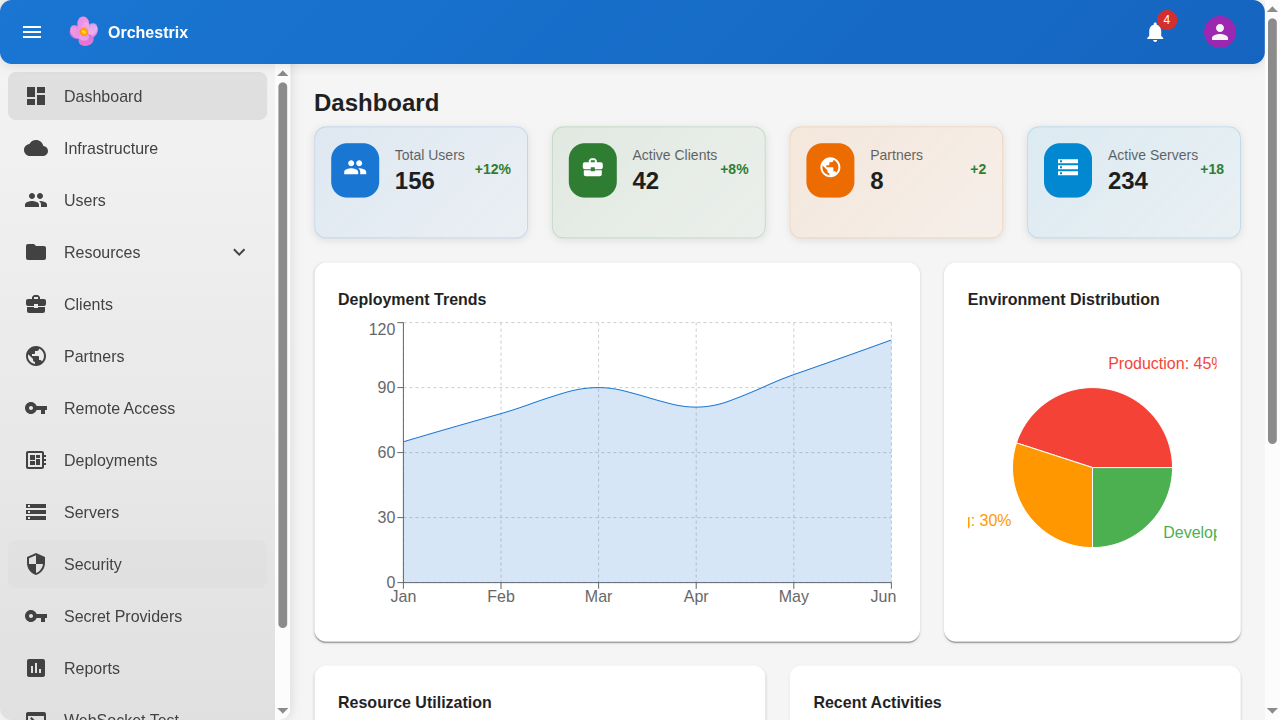 Orchestrix
4
Dashboard
Infrastructure
Users
Resources
Clients
Partners
Remote Access
Deployments
Servers
Security
Secret Providers
Reports
WebSocket Test
Dashboard
Total Users
156
+12%
Active Clients
42
+8%
Partners
8
+2
Active Servers
234
+18
Deployment Trends
120
90
60
30
0
Jan Feb Mar Apr May Jun
Environment Distribution
Production: 45%
: 30%
Develop
Resource Utilization
Recent Activities